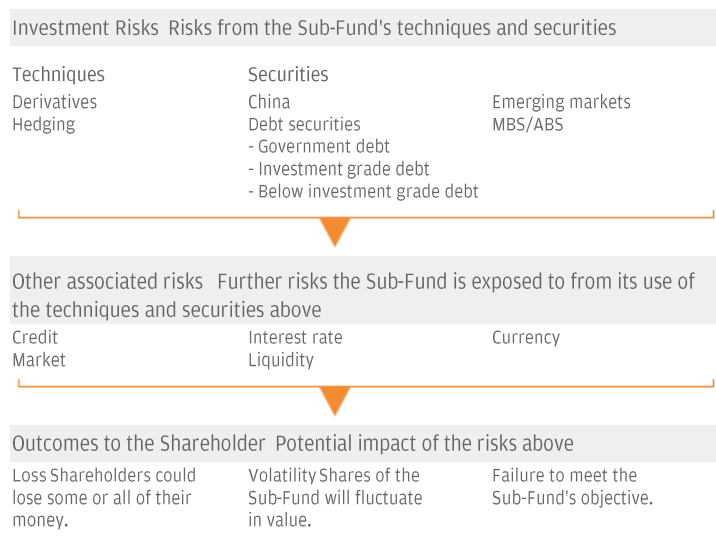 Investment Risks Risks from the Sub-Fund's techniques and securities
Techniques
Derivatives
Hedging
Securities
China
Debt securities
- Government debt
- Investment grade debt
- Below investment grade debt
Emerging markets
MBS/ABS
Other associated risks Further risks the Sub-Fund is exposed to from its use of
the techniques and securities above
Credit
Market
Interest rate
Liquidity
Currency
Outcomes to the Shareholder Potential impact of the risks above
Loss Shareholders could
lose some or all of their
money.
Volatility Shares of the
Sub-Fund will fluctuate
in value.
Failure to meet the
Sub-Fund's objective.